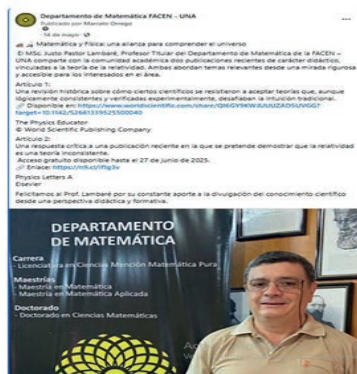 Departamento de Matemática FACEN - UNA
Publicado por Marcelo Ortega
14 de mayo
Matemática y Física: una alianza para comprender el universo
El MSc. Justo Pastor Lambaré, Profesor Titular del Departamento de Matemática de la FACEN –
UNA comparte con la comunidad académica dos publicaciones recientes de carácter didáctico,
vinculadas a la teoría de la relatividad. Ambas abordan temas relevantes desde una mirada rigurosa
y accesible para los interesados en el área.
Artículo 1:
Una revisión histórica sobre cómo ciertos científicos se resistieron a aceptar teorías que, aunque
lógicamente consistentes y verificadas experimentalmente, desafiaban la intuición tradicional.
Disponible en: https://www.worldscientific.com/share/
target=10.1142/S2661339525500040
The Physics Educator
© World Scientific Publishing Company
Artículo 2:
Una respuesta crítica a una publicación reciente en la que se pretende demostrar que la relatividad
es una teoría inconsistente.
Acceso gratuito disponible hasta el 27 de junio de 2025.
Enlace:
Physics Letters A
Elsevier
Felicitamos al Prof. Lambaré por su constante aporte a la divulgación del conocimiento científico
desde una perspectiva didáctica y formativa.
DEPARTAMENTO
DE MATEMÁTICA
Carrera
- Licenciatura en Ciencias Mención Matemática Pura
Maestrías
- Maestría en Matemática
- Maestría en Matemática Aplicada
Doctorado
- Doctorado en Ciencias Matemáticas